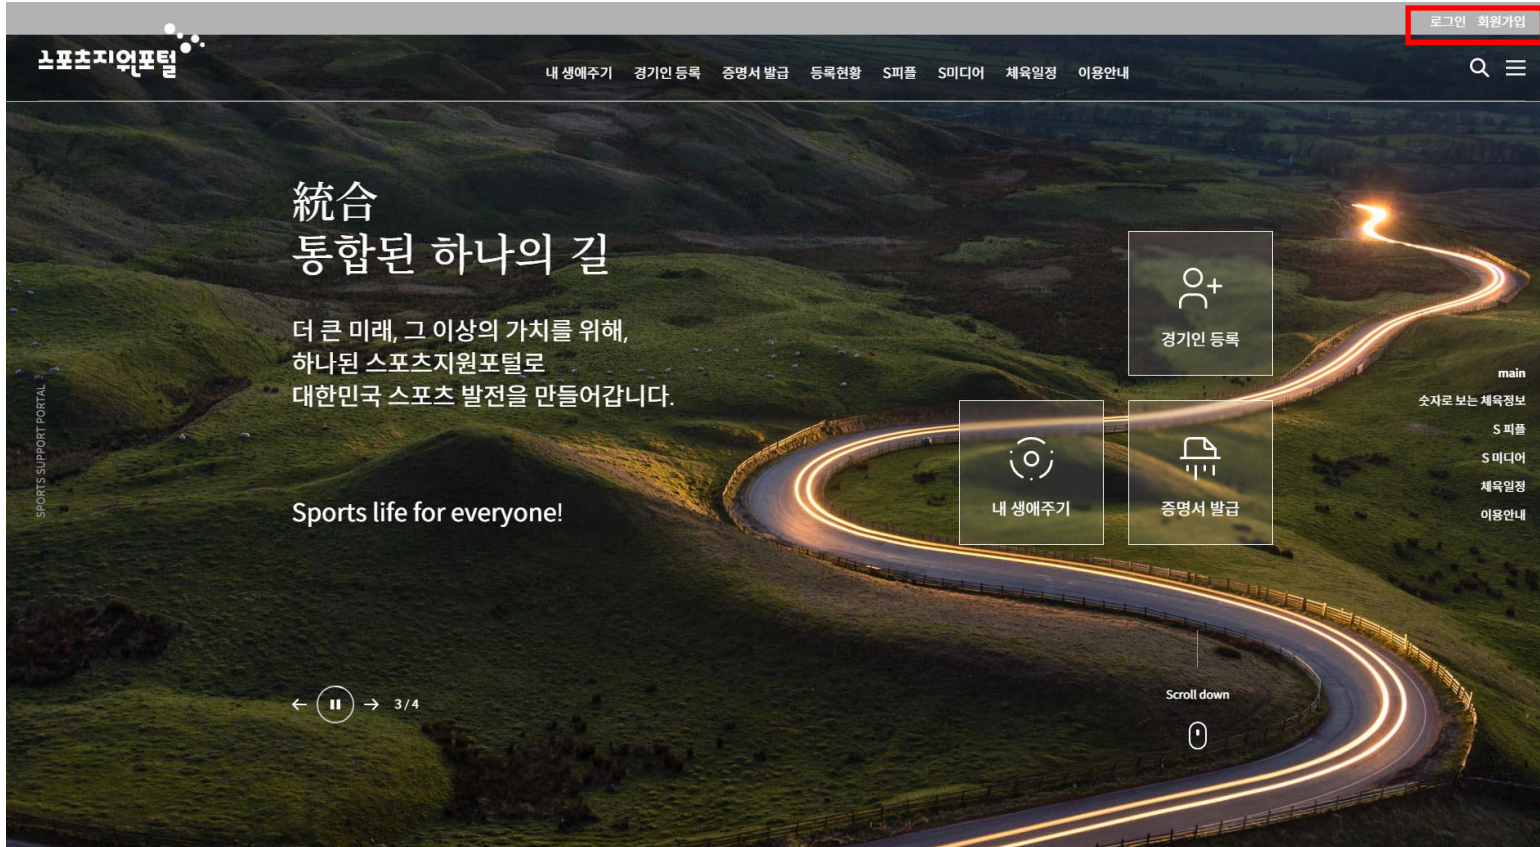 로그인 회원가입
스포츠지원포털
내 생애주기 경기인 등록 증명서 발급 등록현황 S피플 S미디어 체육일정 이용안내
統合
통합된 하나의 길
더 큰 미래, 그 이상의 가치를 위해,
하나된 스포츠지원포털로
대한민국 스포츠 발전을 만들어갑니다.
Sports life for everyone!
경기인 등록
내 생애주기
증명서 발급
main
숫자로 보는 체육정보
S 피플
S 미디어
체육일정
이용안내
SPORTS SUPPORT PORTAL
3 / 4
Scroll down